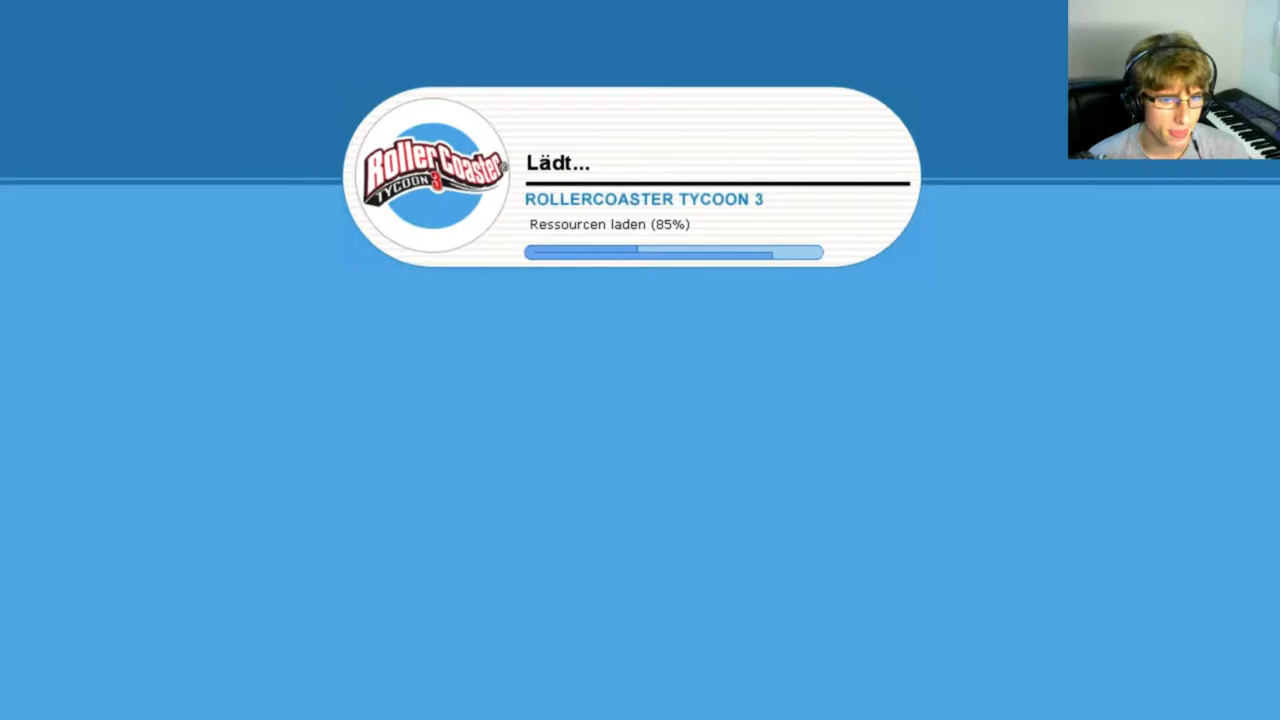 RollerCoaster®
TYCOON 3
Lädt...
ROLLERCOASTER TYCOON 3
Ressourcen laden (85%)